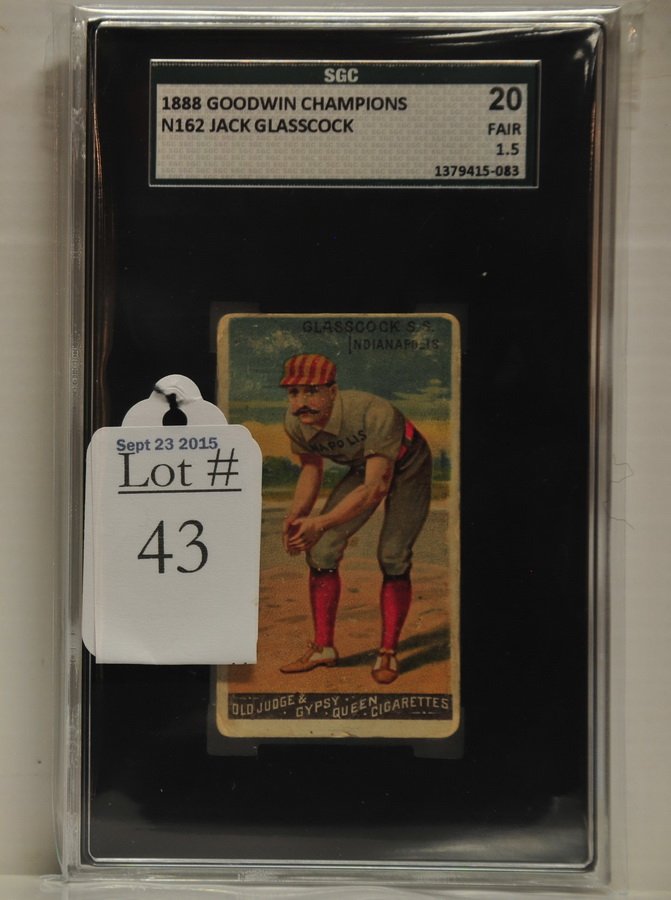 SGC
1888 GOODWIN CHAMPIONS
N162 JACK GLASSCOCK
20
FAIR
1.5
1379415-083
GLASSCOCK S.S.
INDIANAPOLIS
NAPOLIS
Sept 23 2015
Lot #
43
OLD JUDGE &
GYPSY QUEEN CIGARETTES